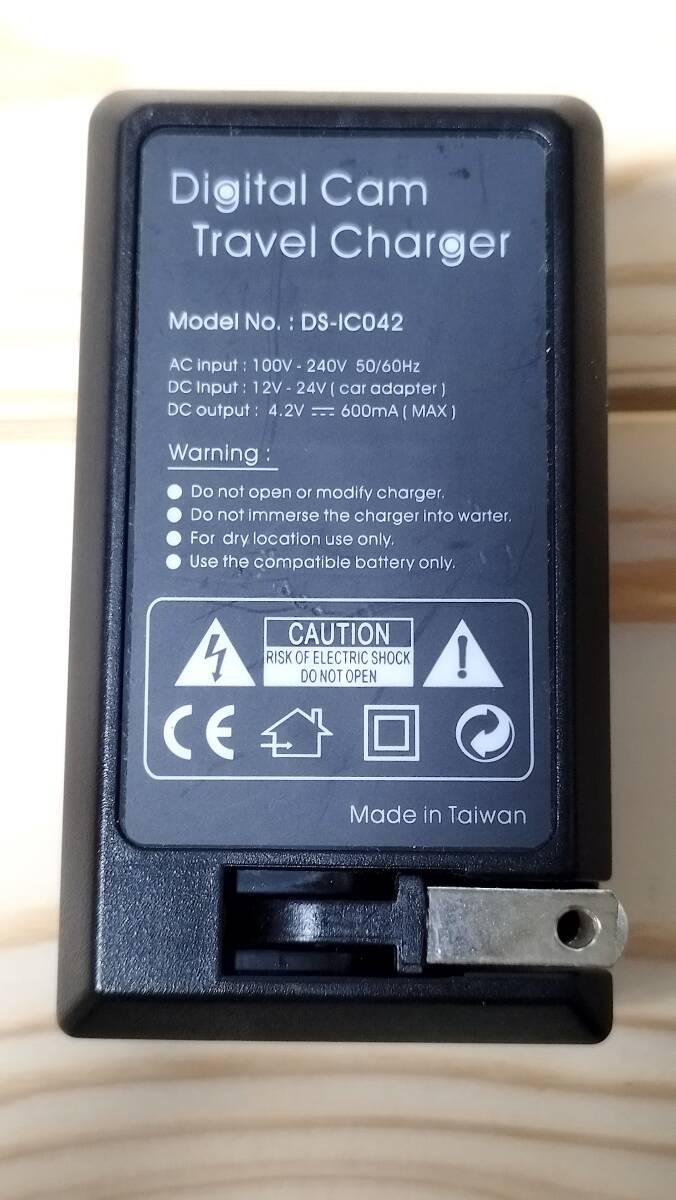 Digital Cam
Travel Charger
Model No. : DS-IC042
AC input : 100V - 240V 50/60Hz
DC Input : 12V - 24V ( car adapter )
DC output : 4.2V ⎓ 600mA ( MAX )
Warning :
● Do not open or modify charger.
● Do not immerse the charger into warter.
● For dry location use only.
● Use the compatible battery only.
CAUTION
RISK OF ELECTRIC SHOCK
DO NOT OPEN
CE
Made in Taiwan